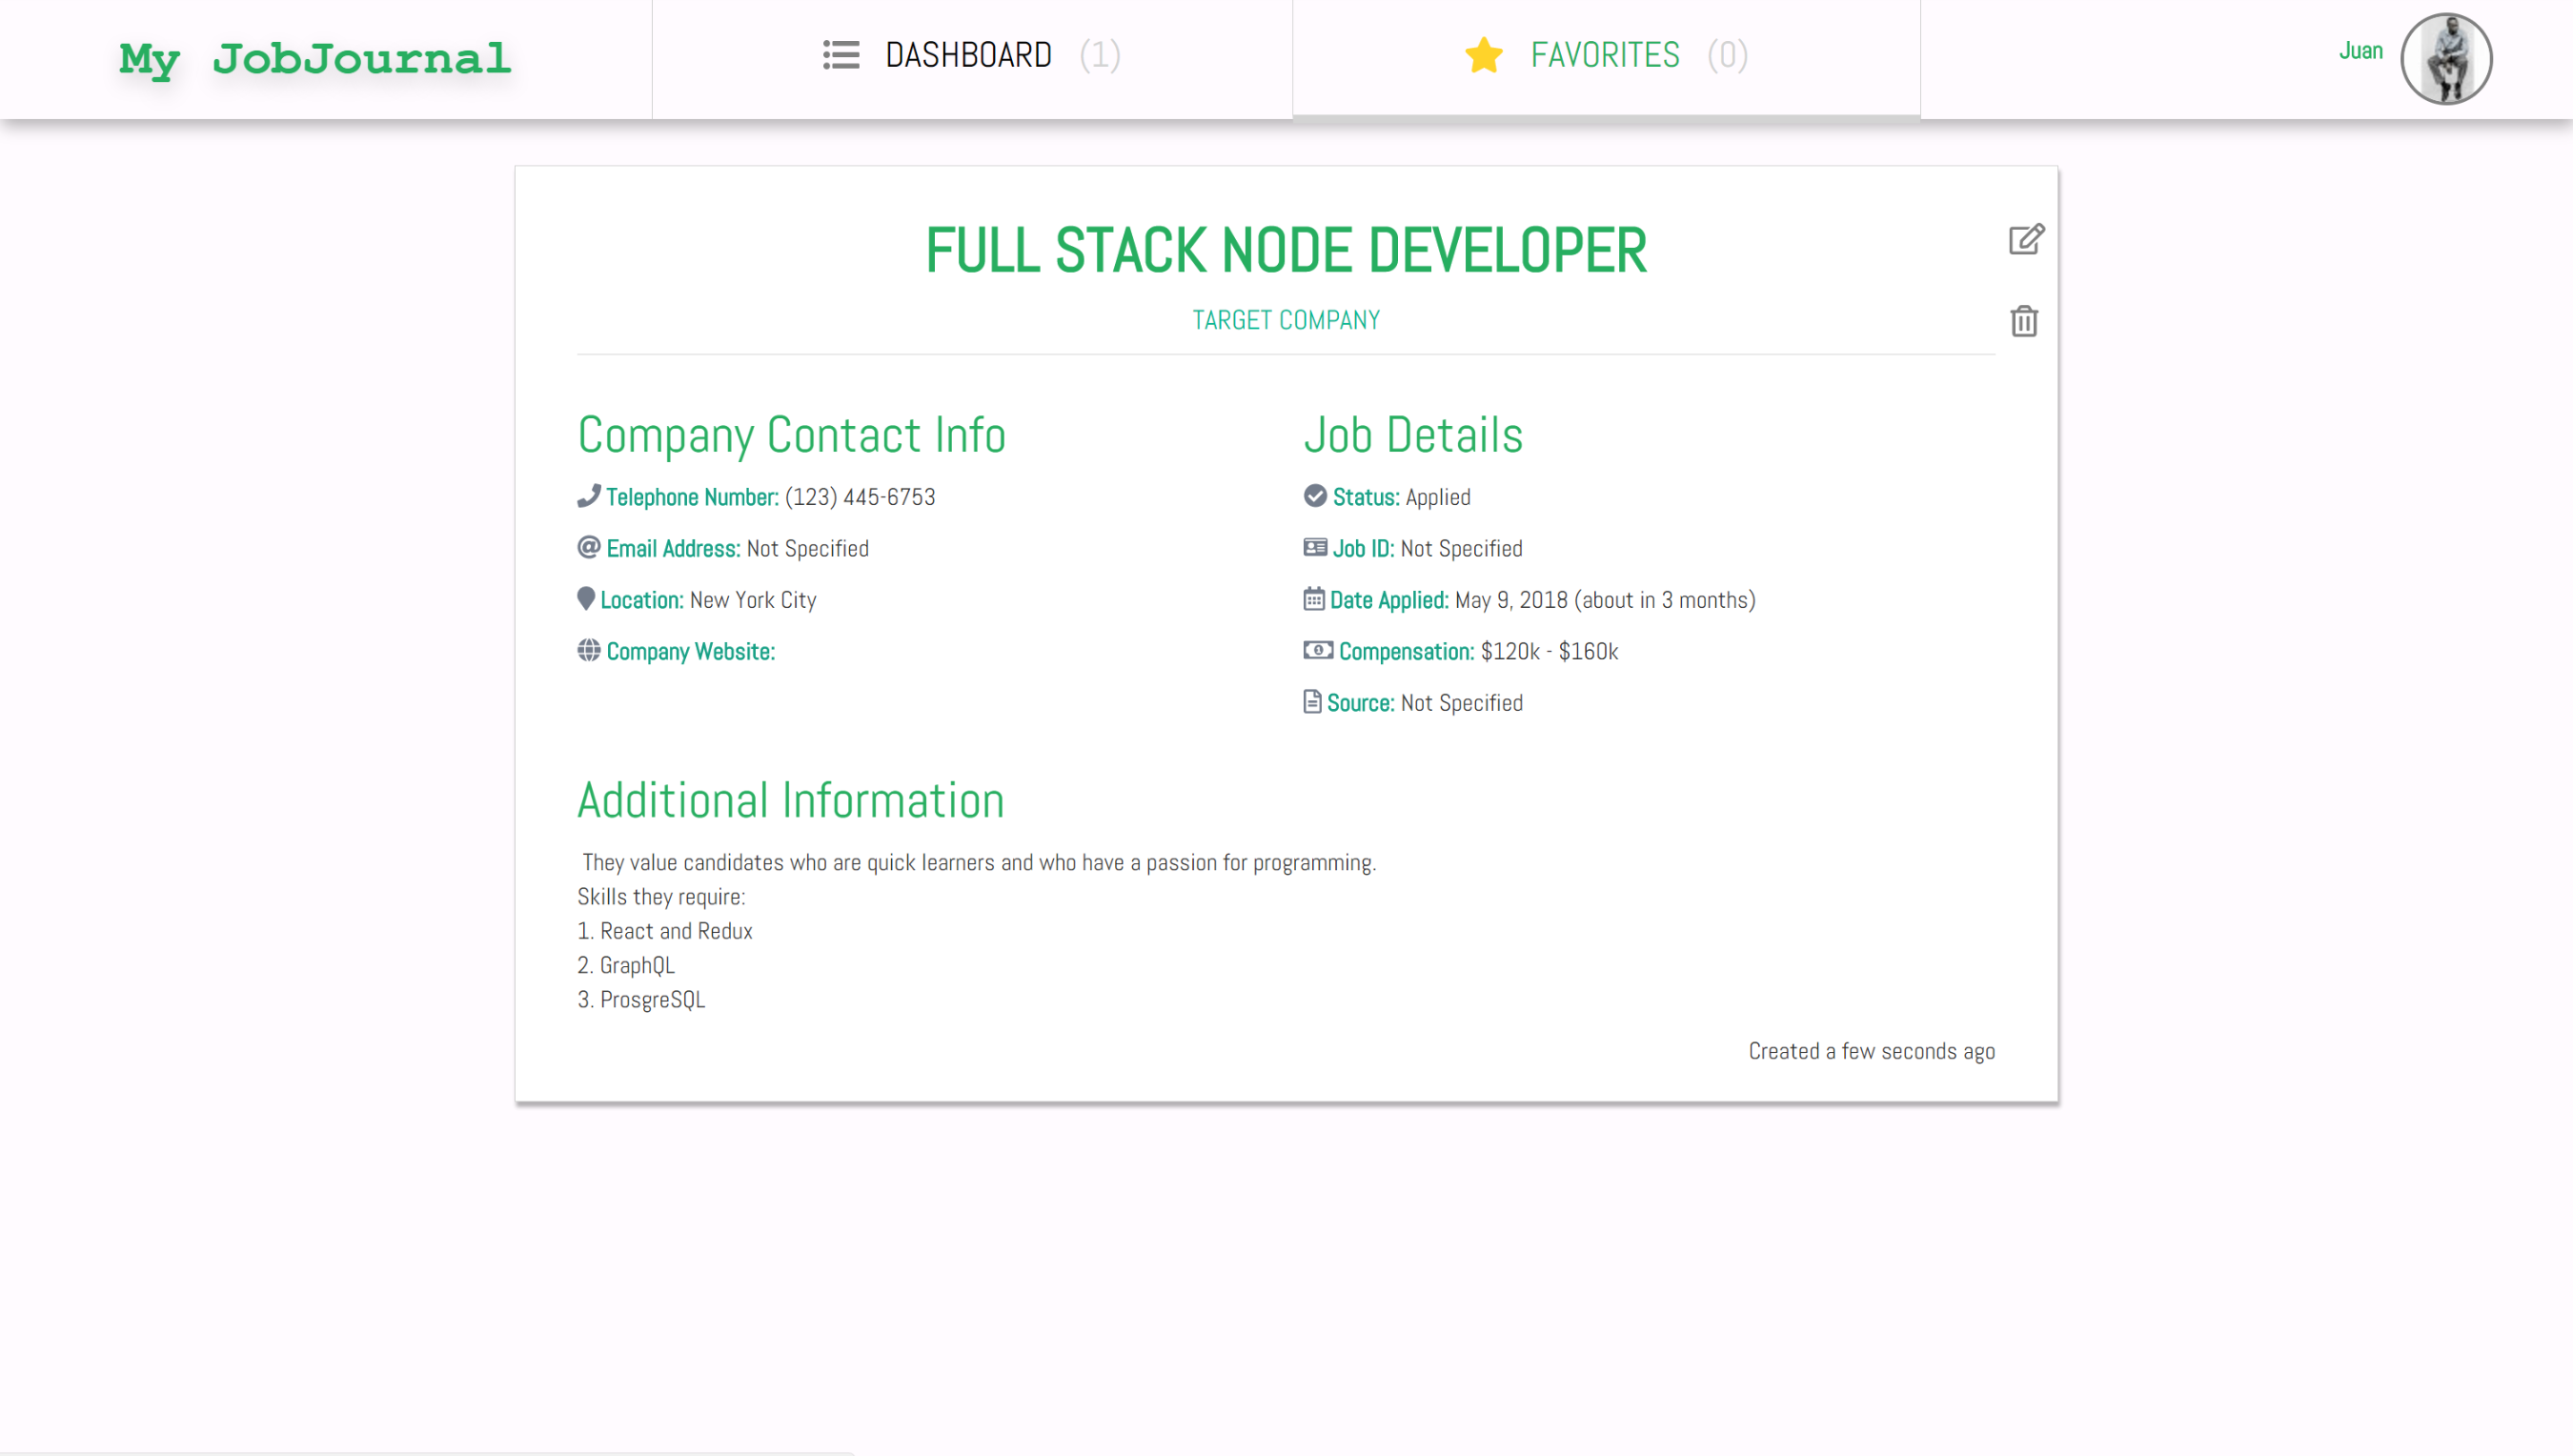 My JobJournal
DASHBOARD (1)
FAVORITES (0)
Juan
FULL STACK NODE DEVELOPER
TARGET COMPANY
Company Contact Info
Telephone Number: (123) 445-6753
Email Address: Not Specified
Location: New York City
Company Website:
Job Details
Status: Applied
Job ID: Not Specified
Date Applied: May 9, 2018 (about in 3 months)
Compensation: $120k - $160k
Source: Not Specified
Additional Information
They value candidates who are quick learners and who have a passion for programming.
Skills they require:
1. React and Redux
2. GraphQL
3. ProsgreSQL
Created a few seconds ago